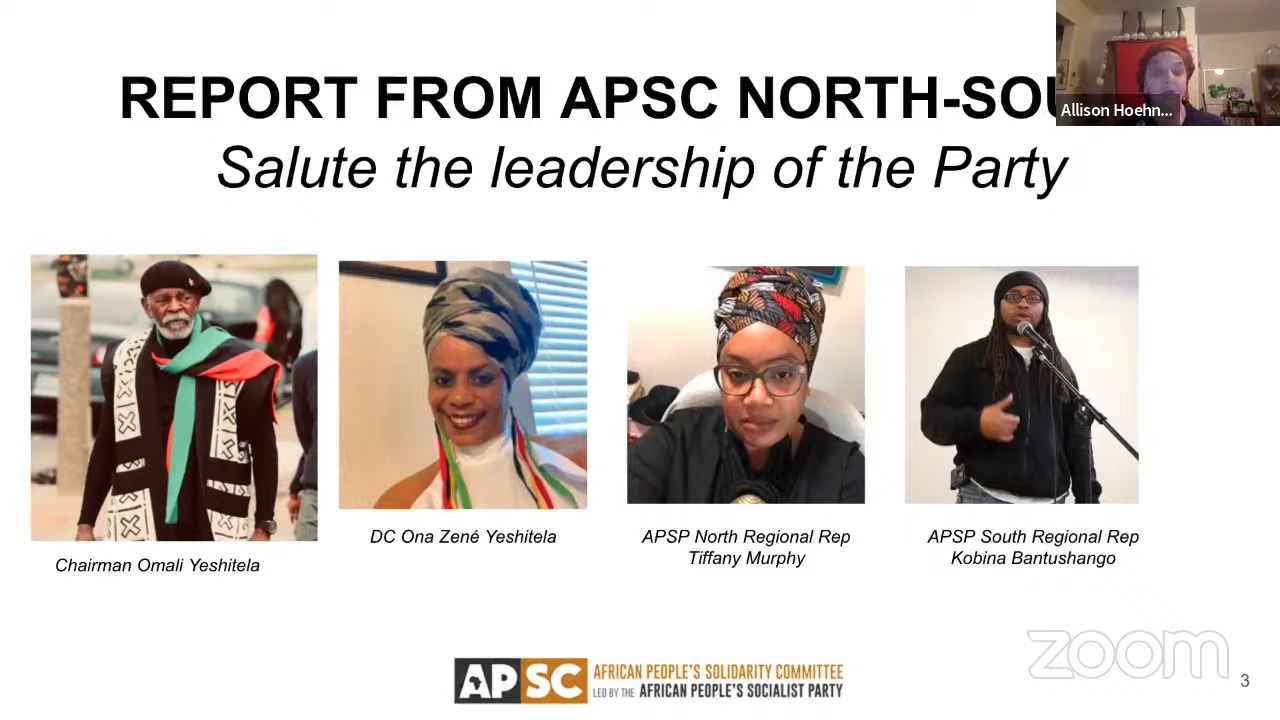 REPORT FROM APSC NORTH-SOU
Allison Hoehn...
Salute the leadership of the Party
Chairman Omali Yeshitela
DC Ona Zené Yeshitela
APSP North Regional Rep
Tiffany Murphy
APSP South Regional Rep
Kobina Bantushango
zoom
APSC AFRICAN PEOPLE'S SOLIDARITY COMMITTEE
LED BY THE AFRICAN PEOPLE'S SOCIALIST PARTY
3